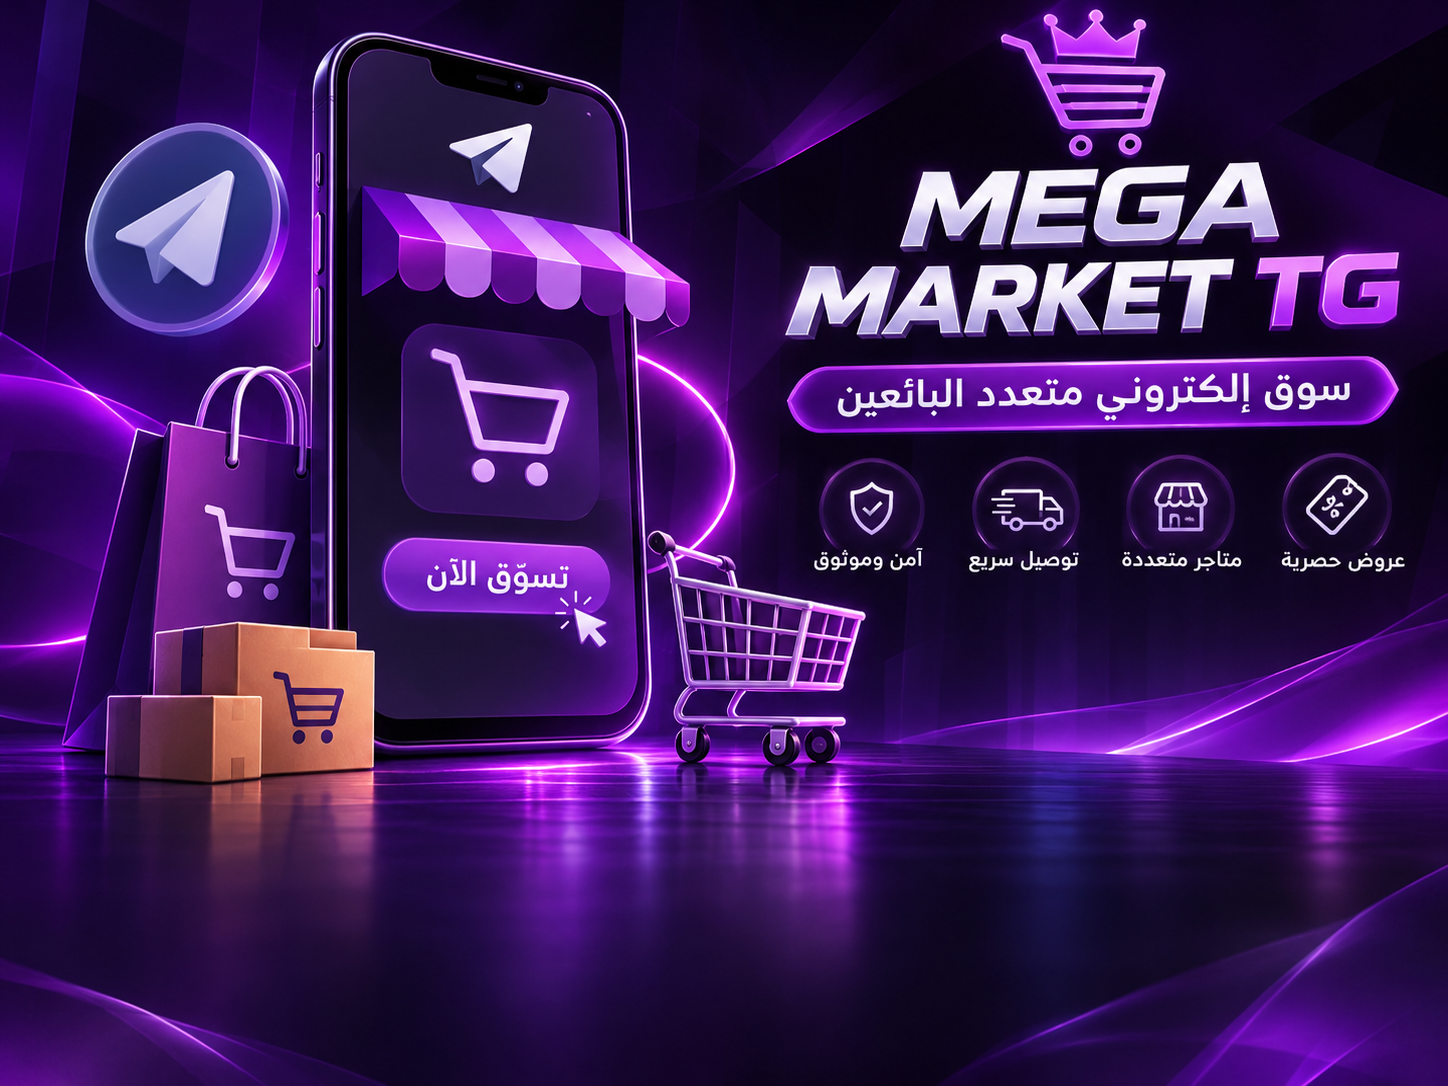 MEGA
MARKET TG
سوق إلكتروني متعدد البائعين
عروض حصرية
متاجر متعددة
توصيل سريع
آمن وموثوق
تسوّق الآن